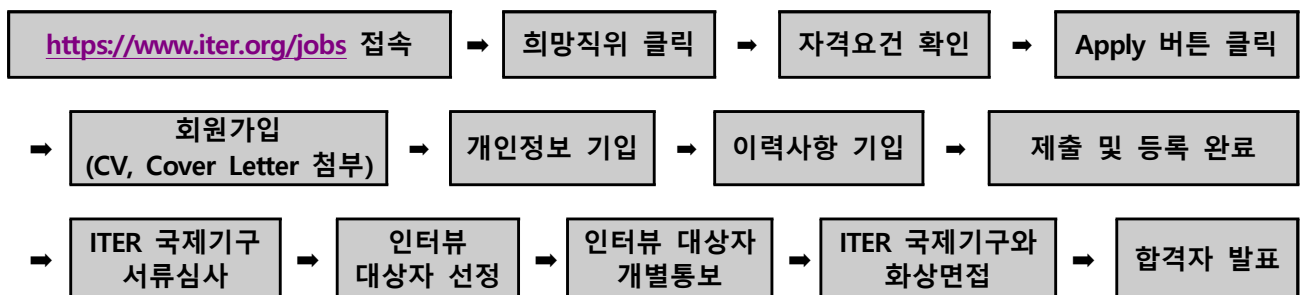 https://www.iter.org/jobs 접속 ➡ 희망직위 클릭 ➡ 자격요건 확인 ➡ Apply 버튼 클릭
➡ 회원가입
(CV, Cover Letter 첨부) ➡ 개인정보 기입 ➡ 이력사항 기입 ➡ 제출 및 등록 완료
➡ ITER 국제기구
서류심사 ➡ 인터뷰
대상자 선정 ➡ 인터뷰 대상자
개별통보 ➡ ITER 국제기구와
화상면접 ➡ 합격자 발표